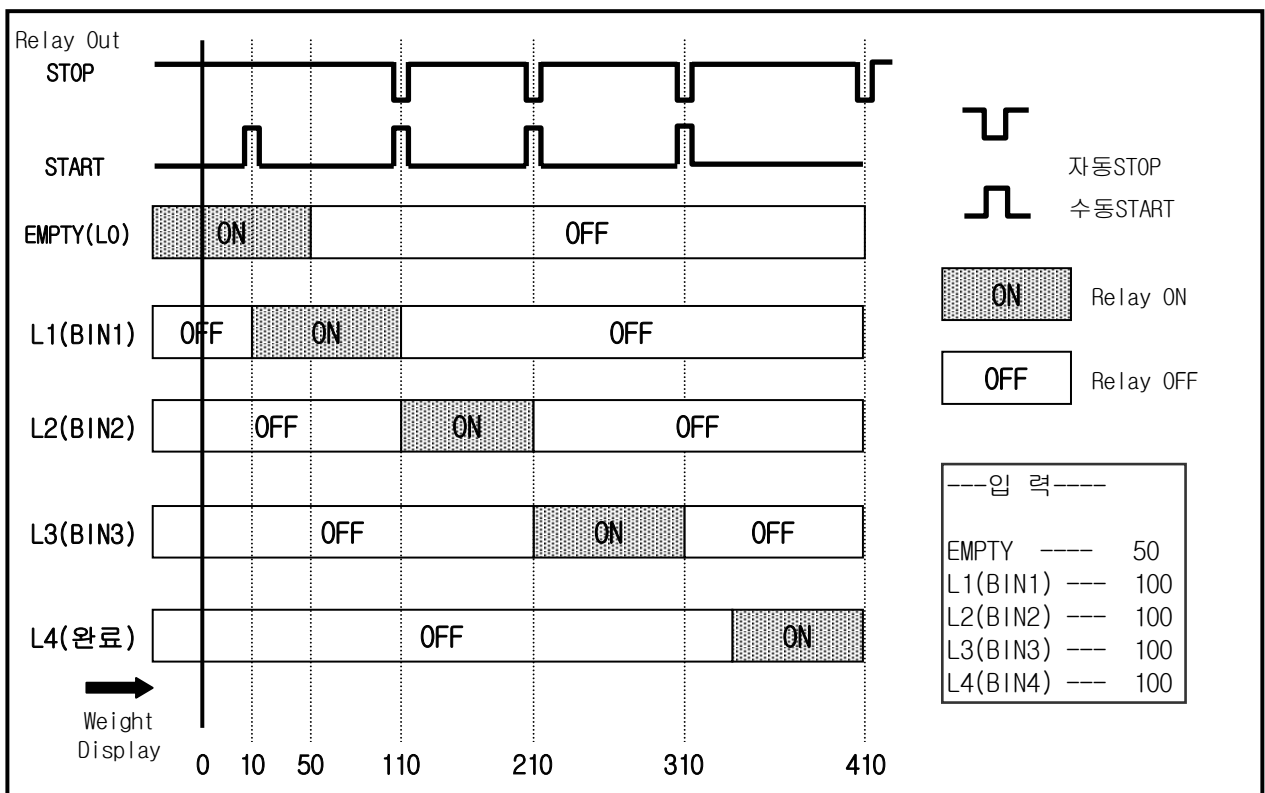 Relay Out
STOP
START
자동STOP
수동START
EMPTY(LO) ON OFF
ON Relay ON
L1(BIN1) OFF ON OFF
OFF Relay OFF
L2(BIN2) OFF ON OFF
---입 력----
L3(BIN3) OFF ON OFF
EMPTY ---- 50
L1(BIN1) --- 100
L2(BIN2) --- 100
L3(BIN3) --- 100
L4(BIN4) --- 100
L4(완료) OFF ON
Weight
Display
0 10 50 110 210 310 410